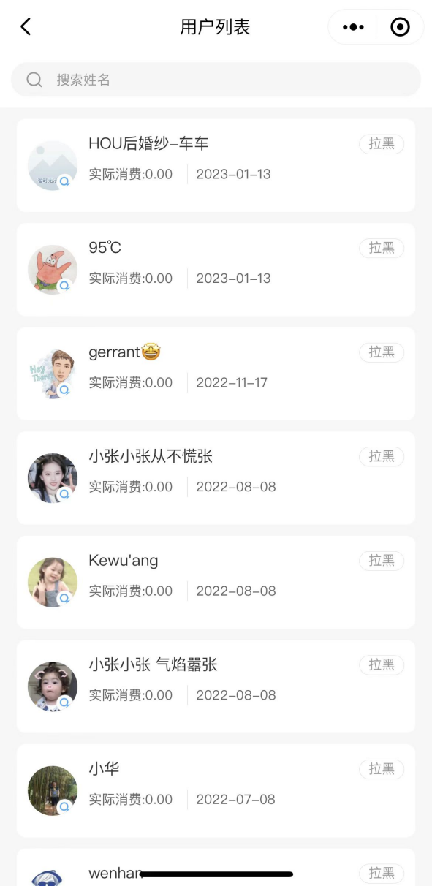 用户列表
搜索姓名
HOU后婚纱-车车
拉黑
实际消费:0.00
2023-01-13
95℃
拉黑
实际消费:0.00
2023-01-13
gerrant🤩
拉黑
实际消费:0.00
2022-11-17
小张小张从不慌张
拉黑
实际消费:0.00
2022-08-08
Kewu'ang
拉黑
实际消费:0.00
2022-08-08
小张小张 气焰嚣张
拉黑
实际消费:0.00
2022-08-08
小华
拉黑
实际消费:0.00
2022-07-08
wenhan
拉黑